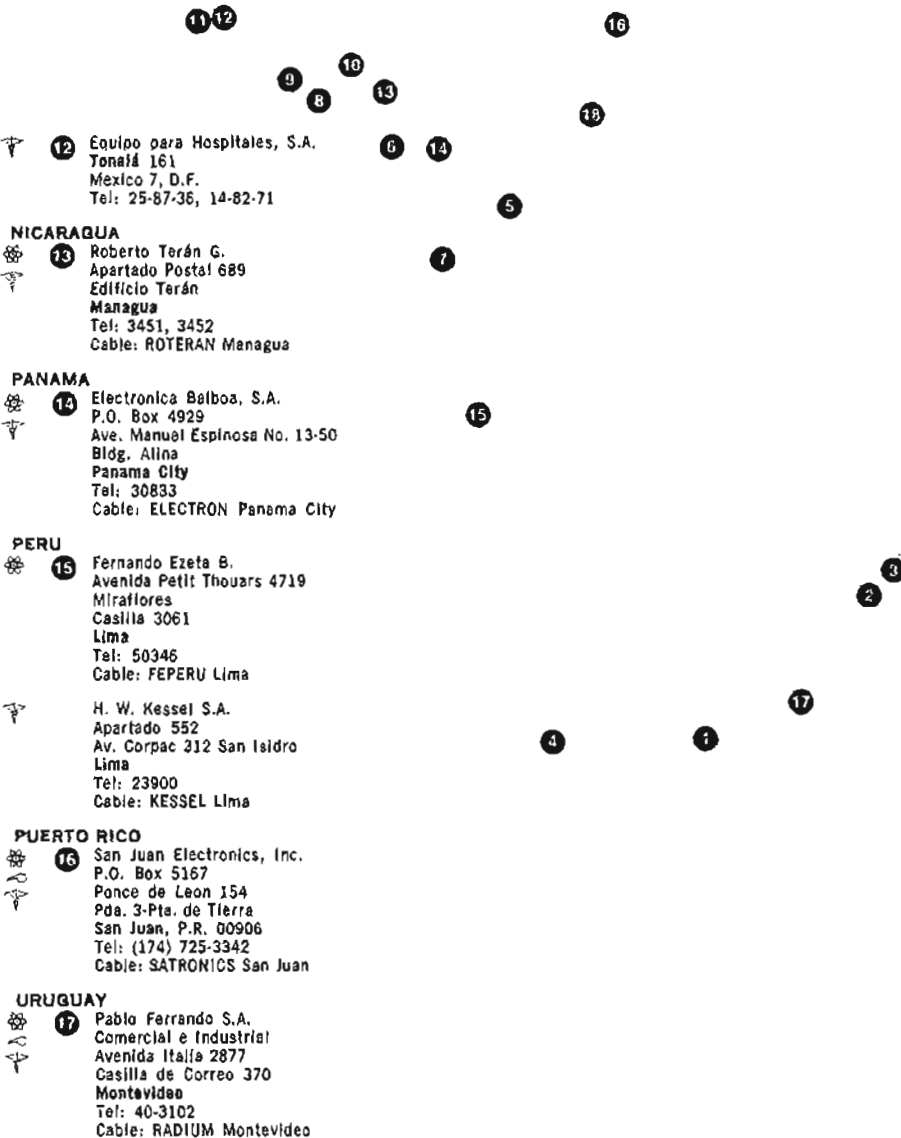 11 12
16
10
9
13
8
18
12 Equipo para Hospitales, S.A.
6 14
Tonalá 161
Mexico 7, D.F.
Tel: 25-87-36, 14-82-71
5
NICARAGUA
13 Roberto Terán G.
7
Apartado Postal 689
Edificio Terán
Managua
Tel: 3451, 3452
Cable: ROTERAN Managua
PANAMA
14 Electronica Balboa, S.A.
P.O. Box 4929
15
Ave. Manuel Espinosa No. 13-50
Bldg. Alina
Panama City
Tel: 30833
Cable: ELECTRON Panama City
PERU
15 Fernando Ezeta B.
3
Avenida Petit Thouars 4719
2
Miraflores
Casilla 3061
Lima
Tel: 50346
Cable: FEPERU Lima
17
H. W. Kessel S.A.
Apartado 552
4 1
Av. Corpac 312 San Isidro
Lima
Tel: 23900
Cable: KESSEL Lima
PUERTO RICO
16 San Juan Electronics, Inc.
P.O. Box 5167
Ponce de Leon 154
Pda. 3-Pta. de Tierra
San Juan, P.R. 00906
Tel: (174) 725-3342
Cable: SATRONICS San Juan
URUGUAY
17 Pablo Ferrando S.A.
Comercial e Industrial
Avenida Italia 2877
Casilla de Correo 370
Montevideo
Tel: 40-3102
Cable: RADIUM Montevideo